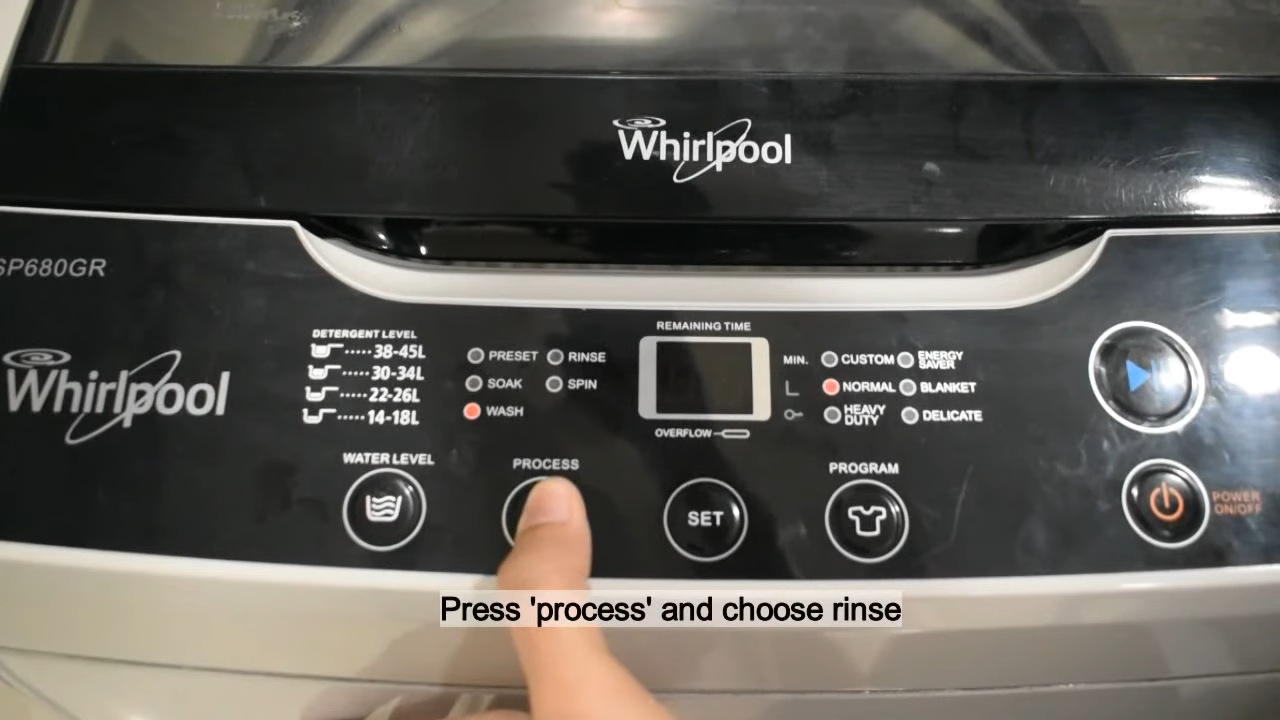 Whirlpool
SP680GR
Whirlpool
DETERGENT LEVEL
38-45L
30-34L
22-26L
14-18L
PRESET
RINSE
SOAK
SPIN
WASH
REMAINING TIME
OVERFLOW
MIN.
CUSTOM
ENERGY
SAVER
NORMAL
BLANKET
HEAVY
DUTY
DELICATE
WATER LEVEL
PROCESS
SET
PROGRAM
POWER
ON/OFF
Press 'process' and choose rinse